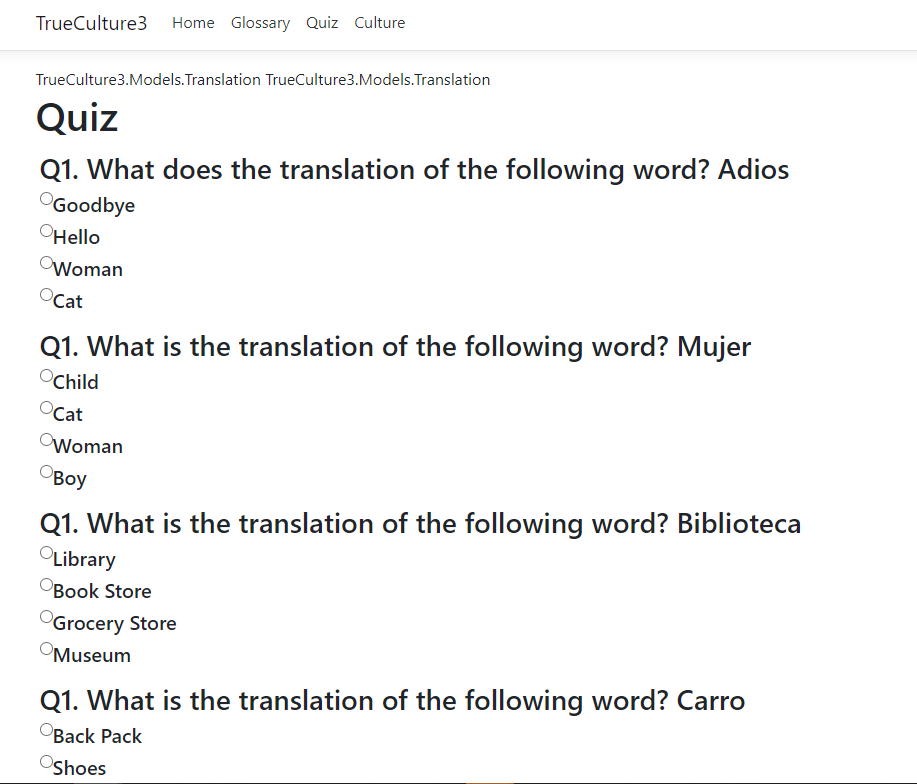 TrueCulture3 Home Glossary Quiz Culture
TrueCulture3.Models.Translation TrueCulture3.Models.Translation
Quiz
Q1. What does the translation of the following word? Adios
Goodbye
Hello
Woman
Cat
Q1. What is the translation of the following word? Mujer
Child
Cat
Woman
Boy
Q1. What is the translation of the following word? Biblioteca
Library
Book Store
Grocery Store
Museum
Q1. What is the translation of the following word? Carro
Back Pack
Shoes